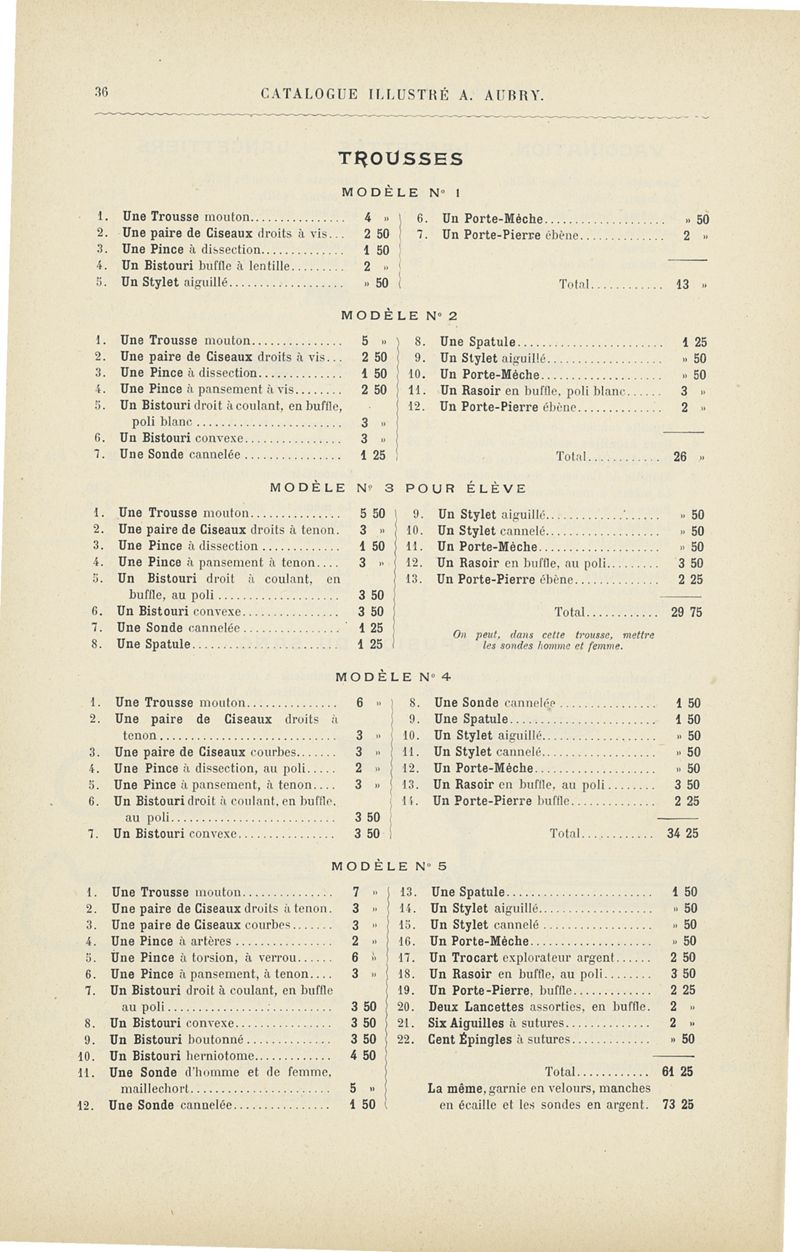 36
CATALOGUE ILLUSTRÉ A. AUBRY.
TROUSSES
MODÈLE N° 1
1. Une Trousse mouton................ 4 »
2. Une paire de Ciseaux droits à vis... 2 50
3. Une Pince à dissection.............. 1 50
4. Un Bistouri buffle à lentille......... 2 »
5. Un Stylet aiguillé................... » 50
6. Un Porte-Mèche.................... » 50
7. Un Porte-Pierre ébène.............. 2 »
Total............ 13 »
MODÈLE N° 2
1. Une Trousse mouton............... 5 »
2. Une paire de Ciseaux droits à vis... 2 50
3. Une Pince à dissection.............. 1 50
4. Une Pince à pansement à vis........ 2 50
5. Un Bistouri droit à coulant, en buffle,
poli blanc........................ 3 »
6. Un Bistouri convexe................ 3 »
7. Une Sonde cannelée................ 1 25
8. Une Spatule........................ 1 25
9. Un Stylet aiguillé................... » 50
10. Un Porte-Mèche.................... » 50
11. Un Rasoir en buffle, poli blanc...... 3 »
12. Un Porte-Pierre ébène.............. 2 »
Total............ 26 »
MODÈLE N° 3 POUR ÉLÈVE
1. Une Trousse mouton............... 5 50
2. Une paire de Ciseaux droits à tenon. 3 »
3. Une Pince à dissection............. 1 50
4. Une Pince à pansement à tenon.... 3 »
5. Un Bistouri droit à coulant, en
buffle, au poli.................... 3 50
6. Un Bistouri convexe................ 3 50
7. Une Sonde cannelée................ 1 25
8. Une Spatule........................ 1 25
9. Un Stylet aiguillé................... » 50
10. Un Stylet cannelé................... » 50
11. Un Porte-Mèche.................... » 50
12. Un Rasoir en buffle, au poli......... 3 50
13. Un Porte-Pierre ébène.............. 2 25
Total............ 29 75
On peut, dans cette trousse, mettre
les sondes homme et femme.
MODÈLE N° 4
1. Une Trousse mouton............... 6 »
2. Une paire de Ciseaux droits à
tenon............................. 3 »
3. Une paire de Ciseaux courbes....... 3 »
4. Une Pince à dissection, au poli..... 2 »
5. Une Pince à pansement, à tenon.... 3 »
6. Un Bistouri droit à coulant, en buffle.
au poli........................... 3 50
7. Un Bistouri convexe................ 3 50
8. Une Sonde cannelée................ 1 50
9. Une Spatule........................ 1 50
10. Un Stylet aiguillé................... » 50
11. Un Stylet cannelé................... » 50
12. Un Porte-Mèche.................... » 50
13. Un Rasoir en buffle, au poli........ 3 50
14. Un Porte-Pierre buffle.............. 2 25
Total............ 34 25
MODÈLE N° 5
1. Une Trousse mouton............... 7 »
2. Une paire de Ciseaux droits à tenon. 3 »
3. Une paire de Ciseaux courbes....... 3 »
4. Une Pince à artères................ 2 »
5. Une Pince à torsion, à verrou...... 6 »
6. Une Pince à pansement, à tenon.... 3 »
7. Un Bistouri droit à coulant, en buffle
au poli........................... 3 50
8. Un Bistouri convexe................ 3 50
9. Un Bistouri boutonné.............. 3 50
10. Un Bistouri herniotome............ 4 50
11. Une Sonde d'homme et de femme,
maillechort....................... 5 »
12. Une Sonde cannelée................ 1 50
13. Une Spatule........................ 1 50
14. Un Stylet aiguillé................... » 50
15. Un Stylet cannelé.................. » 50
16. Un Porte-Mèche.................... » 50
17. Un Trocart explorateur argent...... 2 50
18. Un Rasoir en buffle, au poli........ 3 50
19. Un Porte-Pierre, buffle............. 2 25
20. Deux Lancettes assorties, en buffle. 2 »
21. Six Aiguilles à sutures.............. 2 »
22. Cent Épingles à sutures............. » 50
Total............ 61 25
La même, garnie en velours, manches
en écaille et les sondes en argent. 73 25